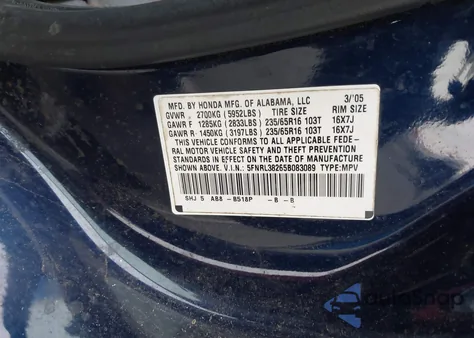 MFD. BY HONDA MFG. OF ALABAMA, LLC 3/'05
GVWR 2700KG (5952LBS) TIRE SIZE RIM SIZE
GAWR F 1285KG (2833LBS) 235/65R16 103T 16X7J
GAWR R 1450KG (3197LBS) 235/65R16 103T 16X7J
THIS VEHICLE CONFORMS TO ALL APPLICABLE FEDE-
RAL MOTOR VEHICLE SAFETY AND THEFT PREVENTION
STANDARDS IN EFFECT ON THE DATE OF MANUFACTURE
SHOWN ABOVE. V.I.N.: 5FNRL38265B083089 TYPE: MPV
SHJ 5 AB8 - B518P - B - B
AutoSnap